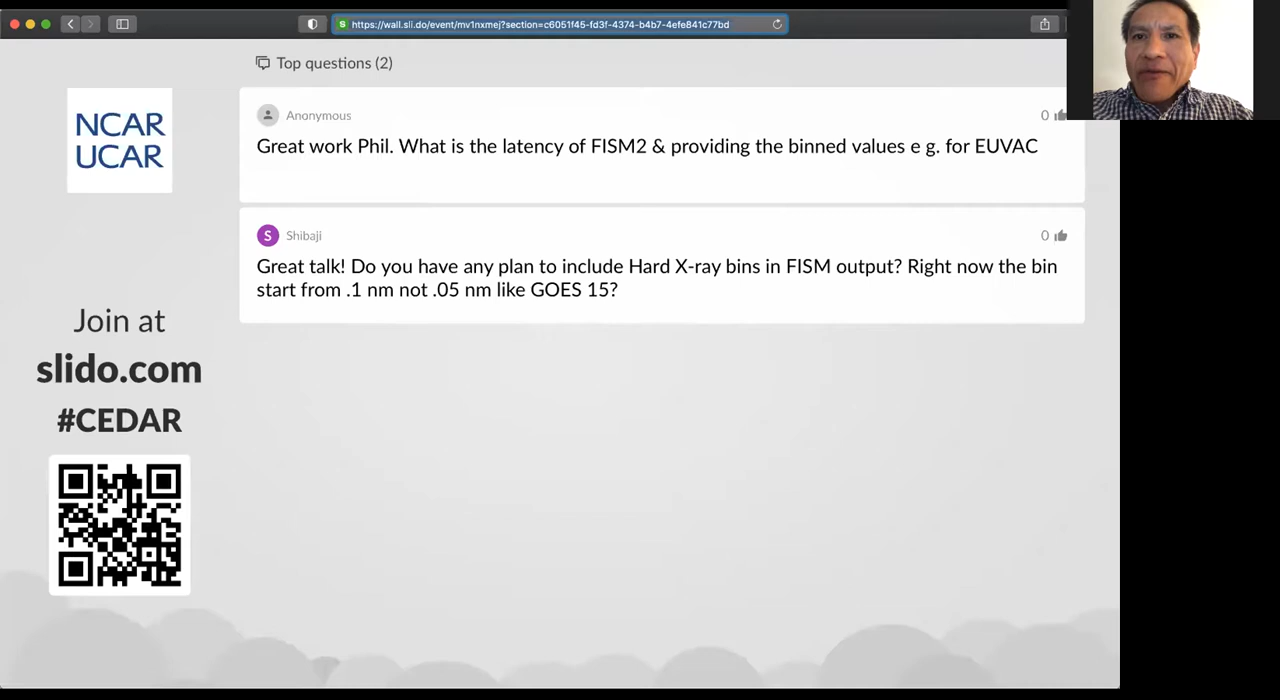 S https://wall.sli.do/event/mv1nxmej?section=c6051f45-fd3f-4374-b4b7-4efe841c77bd
Top questions (2)
NCAR
UCAR
Anonymous
0
Great work Phil. What is the latency of FISM2 & providing the binned values e g. for EUVAC
S Shibaji
0
Great talk! Do you have any plan to include Hard X-ray bins in FISM output? Right now the bin
start from .1 nm not .05 nm like GOES 15?
Join at
slido.com
#CEDAR